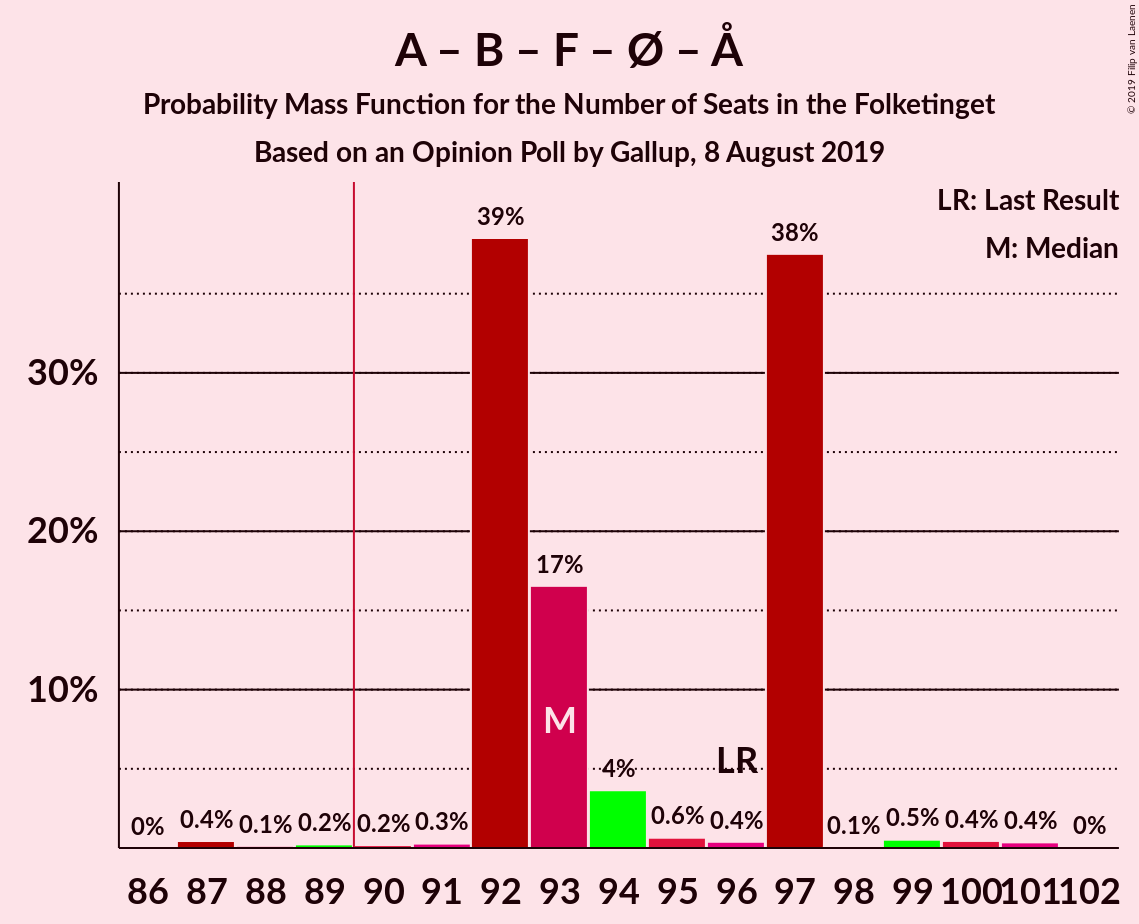 A – B – F – Ø – Å
Probability Mass Function for the Number of Seats in the Folketinget
Based on an Opinion Poll by Gallup, 8 August 2019
© 2019 Filip van Laenen
LR: Last Result
M: Median
30%
20%
10%
0% 0.4% 0.1% 0.2% 0.2% 0.3% 39% 17% 4% 0.6% 0.4% 38% 0.1% 0.5% 0.4% 0.4% 0%
M
LR
86 87 88 89 90 91 92 93 94 95 96 97 98 99 100 101 102